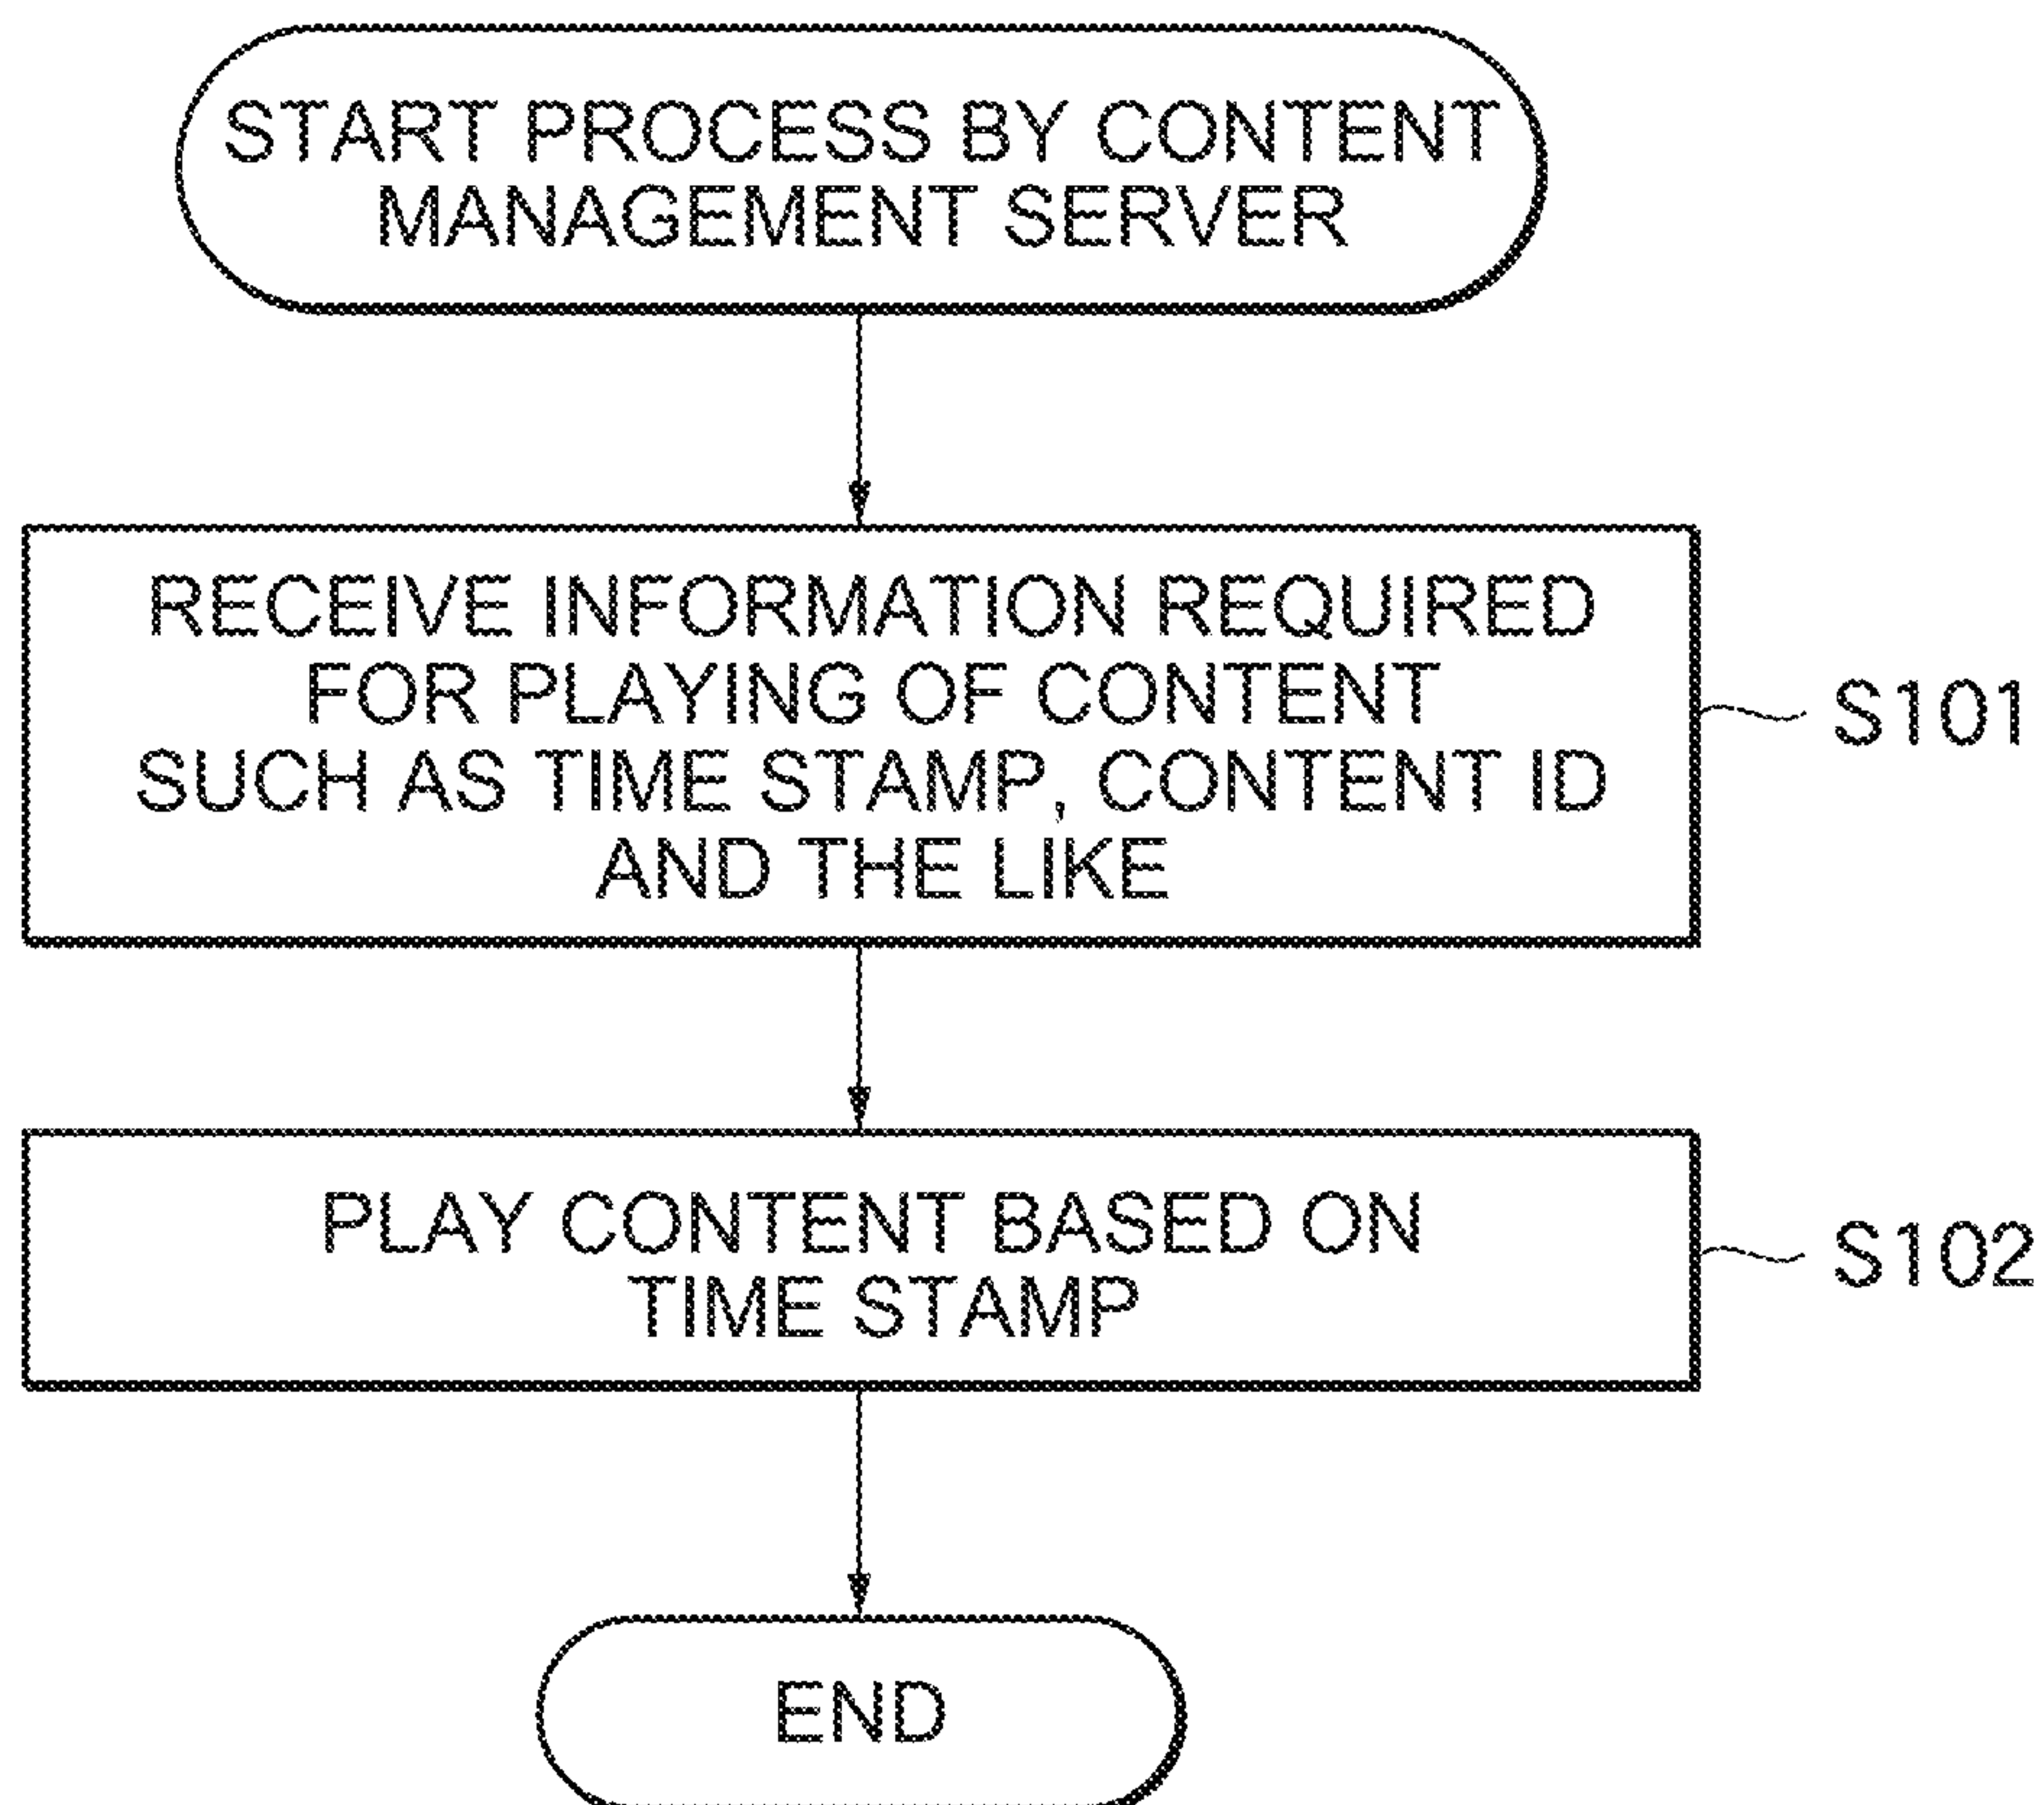 START PROCESS BY CONTENT
MANAGEMENT SERVER
RECEIVE INFORMATION REQUIRED
FOR PLAYING OF CONTENT
SUCH AS TIME STAMP, CONTENT ID
AND THE LIKE
S101
PLAY CONTENT BASED ON
TIME STAMP
S102
END